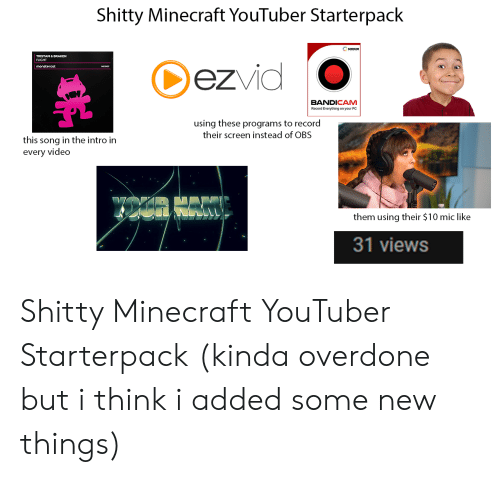 Shitty Minecraft YouTuber Starterpack
TRISTAM & BRAKEN
FLIGHT
monstercat
ezvid
BANDICAM
Record Everything on your PC
using these programs to record
their screen instead of OBS
this song in the intro in
every video
YOUR NAME
them using their $10 mic like
31 views
Shitty Minecraft YouTuber
Starterpack (kinda overdone
but i think i added some new
things)